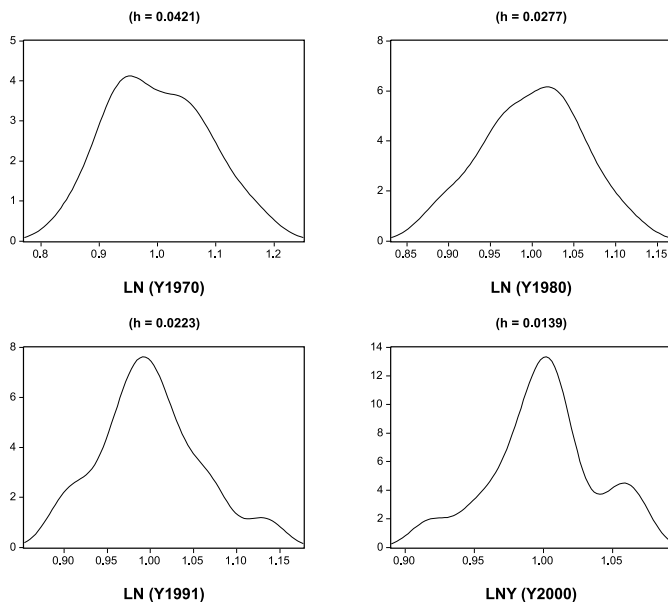 (h = 0.0421)
5
4
3
2
1
0
0.8 0.9 1.0 1.1 1.2
LN (Y1970)
(h = 0.0277)
8
6
4
2
0
0.85 0.90 0.95 1.00 1.05 1.10 1.15
LN (Y1980)
(h = 0.0223)
8
6
4
2
0
0.90 0.95 1.00 1.05 1.10 1.15
LN (Y1991)
(h = 0.0139)
14
12
10
8
6
4
2
0
0.90 0.95 1.00 1.05
LNY (Y2000)